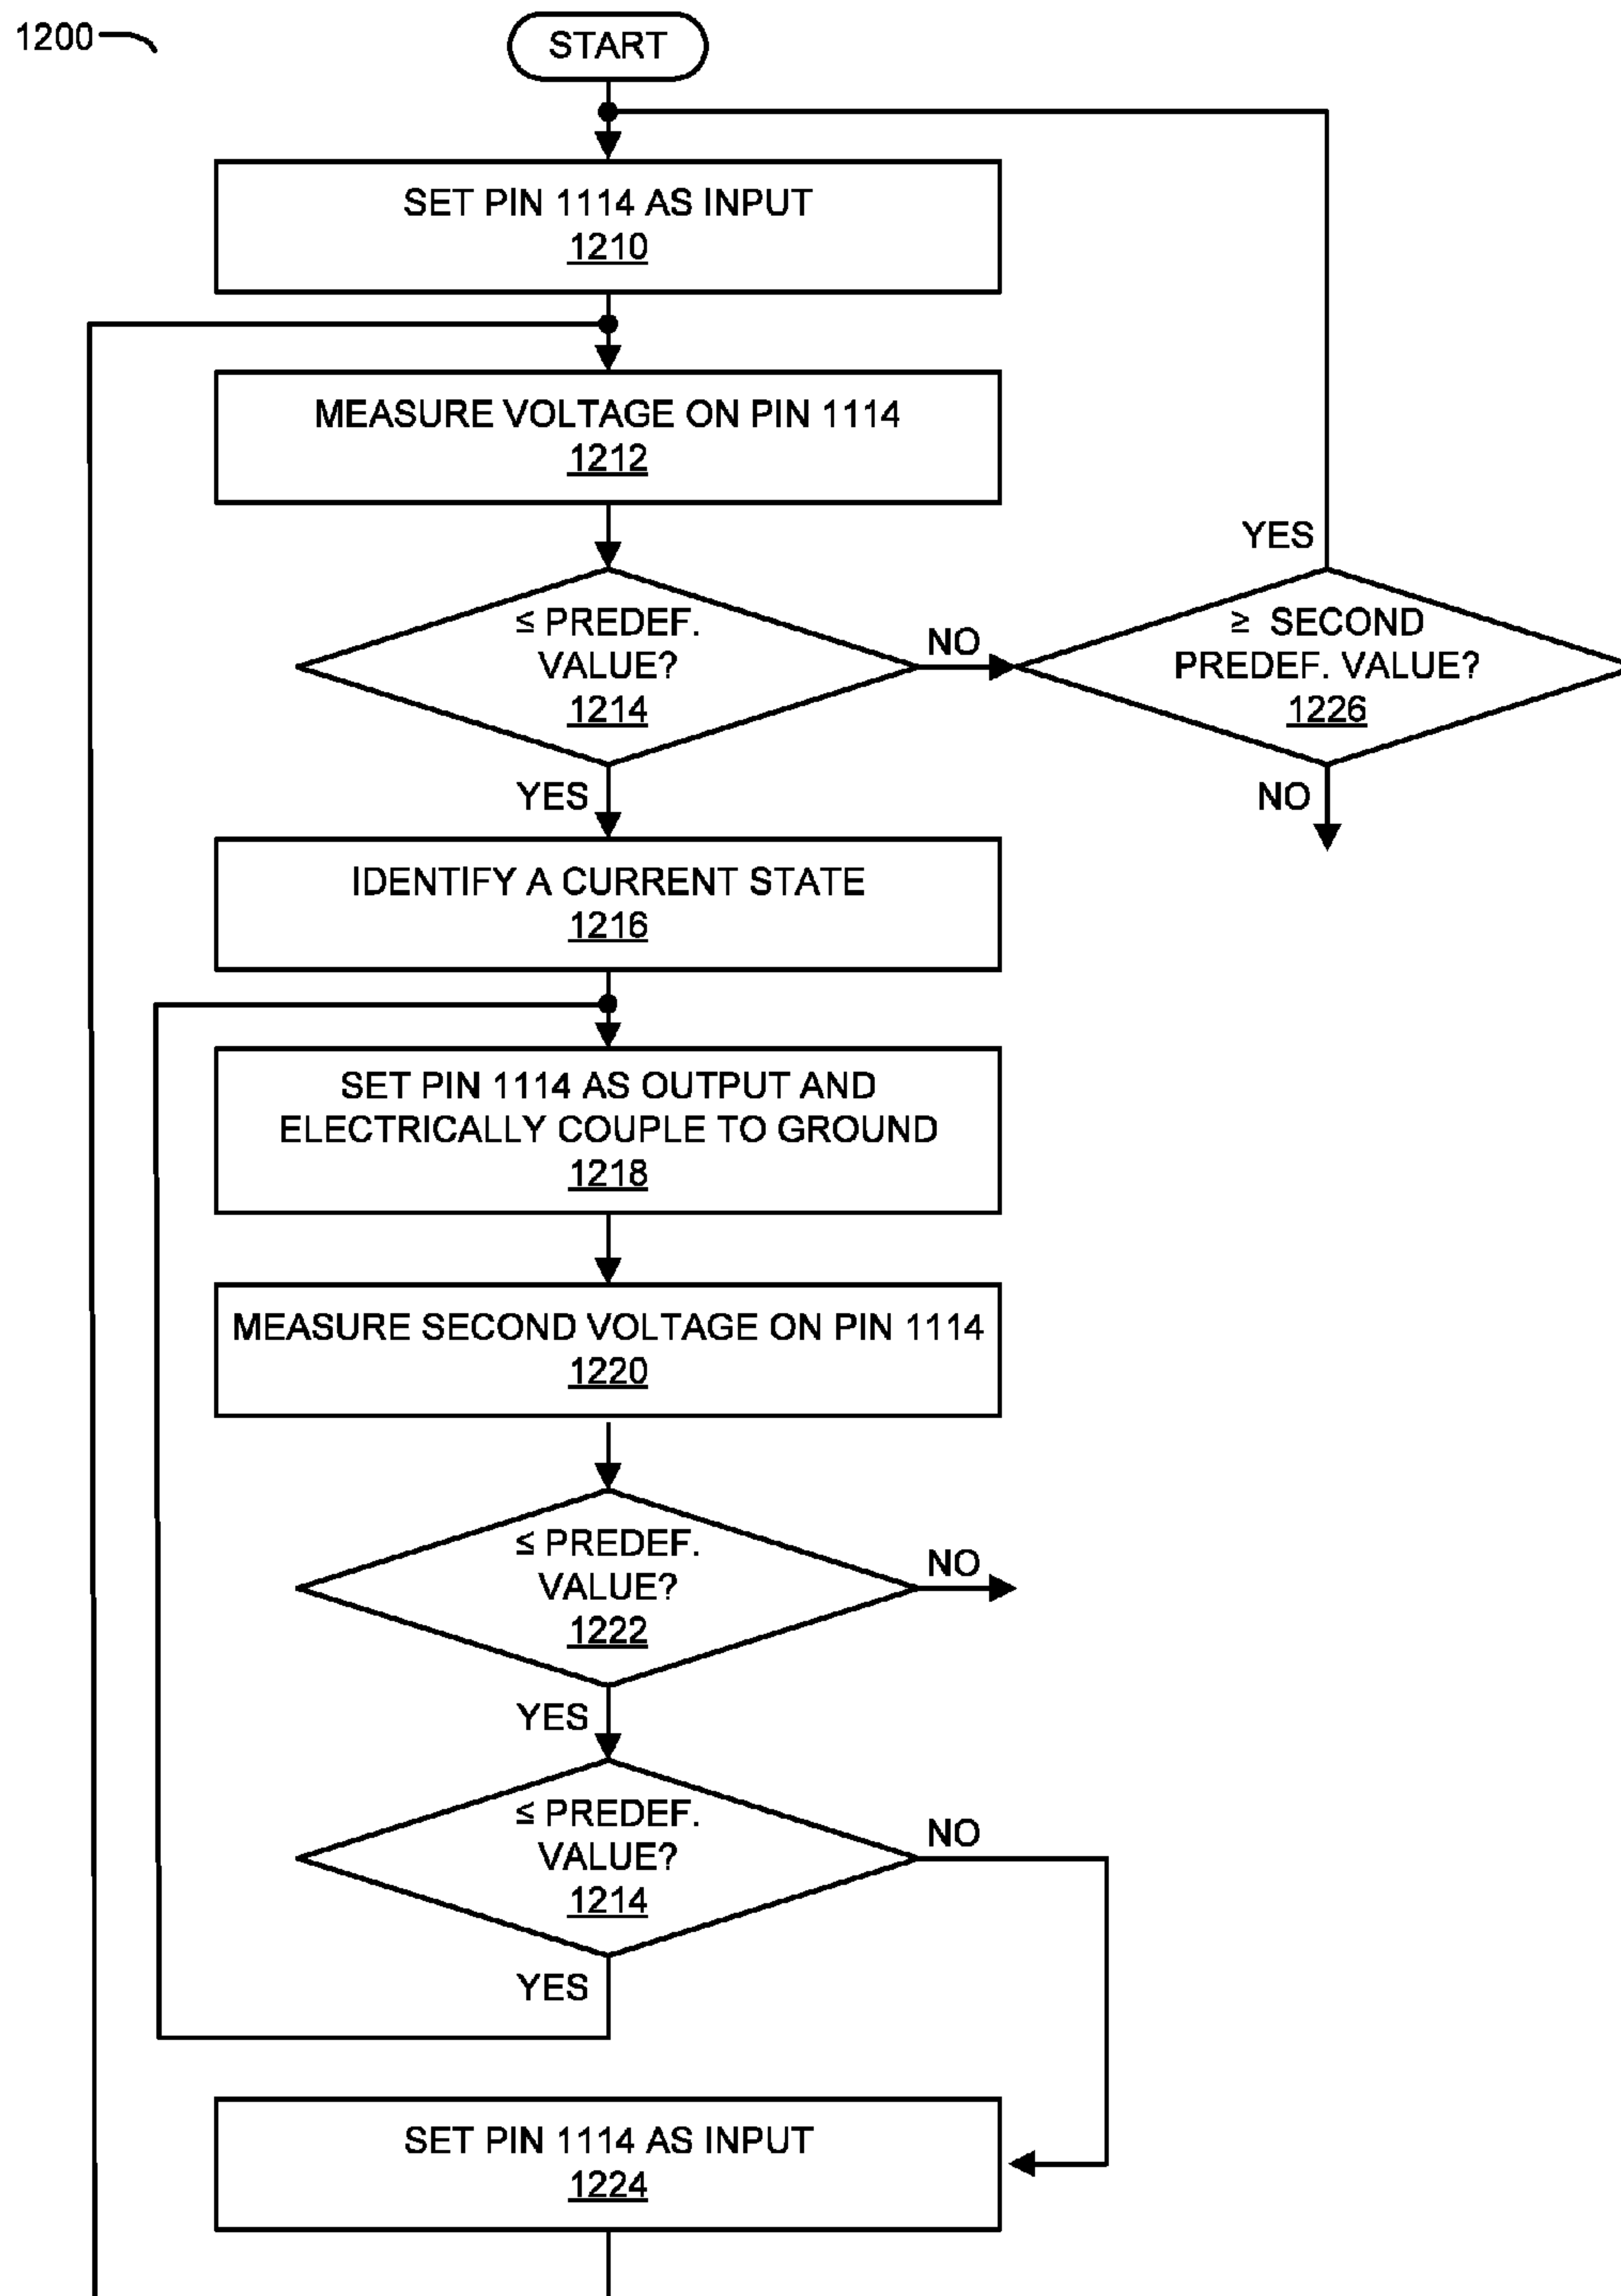 1200
START
SET PIN 1114 AS INPUT
1210
MEASURE VOLTAGE ON PIN 1114
1212
≤ PREDEF.
VALUE?
1214
NO
YES
≥ SECOND
PREDEF. VALUE?
1226
NO
YES
IDENTIFY A CURRENT STATE
1216
SET PIN 1114 AS OUTPUT AND
ELECTRICALLY COUPLE TO GROUND
1218
MEASURE SECOND VOLTAGE ON PIN 1114
1220
≤ PREDEF.
VALUE?
1222
NO
YES
≤ PREDEF.
VALUE?
1214
NO
YES
SET PIN 1114 AS INPUT
1224